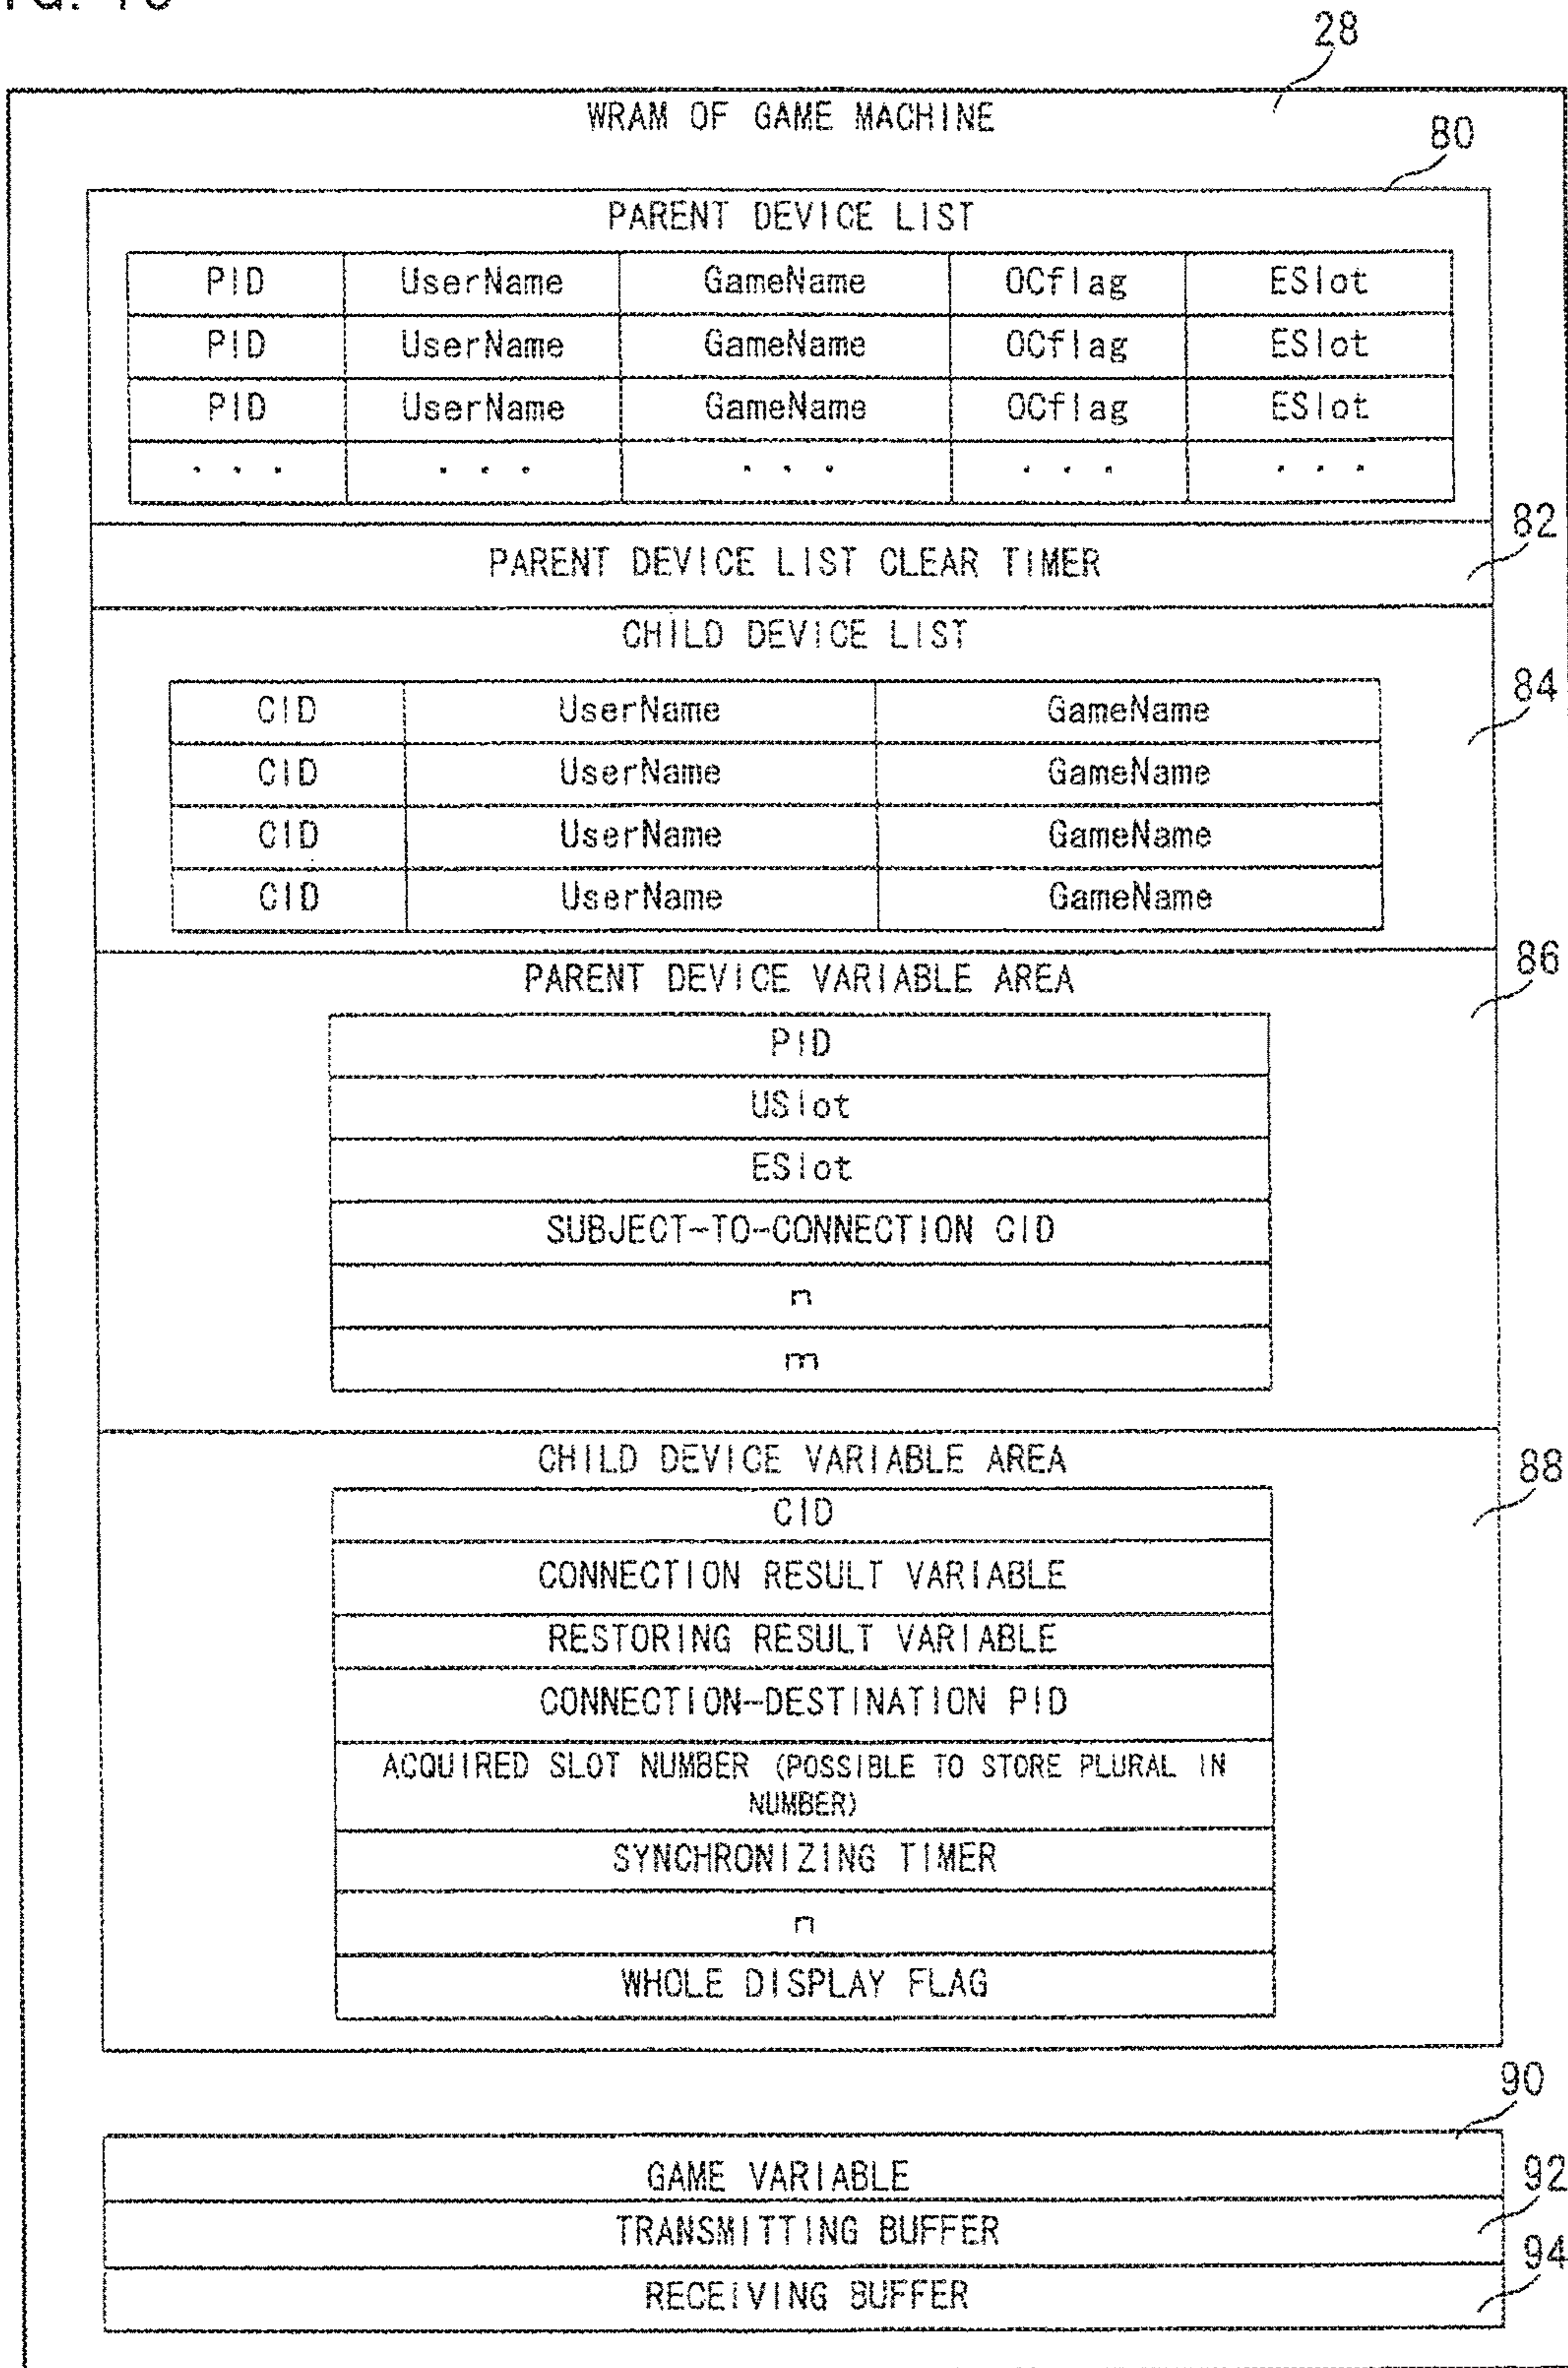 28
WRAM OF GAME MACHINE
80
PARENT DEVICE LIST
PID UserName GameName OCflag ESlot
PID UserName GameName OCflag ESlot
PID UserName GameName OCflag ESlot
... ... ... ... ...
82
PARENT DEVICE LIST CLEAR TIMER
CHILD DEVICE LIST
84
CID UserName GameName
CID UserName GameName
CID UserName GameName
CID UserName GameName
86
PARENT DEVICE VARIABLE AREA
PID
USlot
ESlot
SUBJECT-TO-CONNECTION CID
n
m
CHILD DEVICE VARIABLE AREA
88
CID
CONNECTION RESULT VARIABLE
RESTORING RESULT VARIABLE
CONNECTION-DESTINATION PID
ACQUIRED SLOT NUMBER (POSSIBLE TO STORE PLURAL IN
NUMBER)
SYNCHRONIZING TIMER
n
WHOLE DISPLAY FLAG
90
GAME VARIABLE
92
TRANSMITTING BUFFER
94
RECEIVING BUFFER